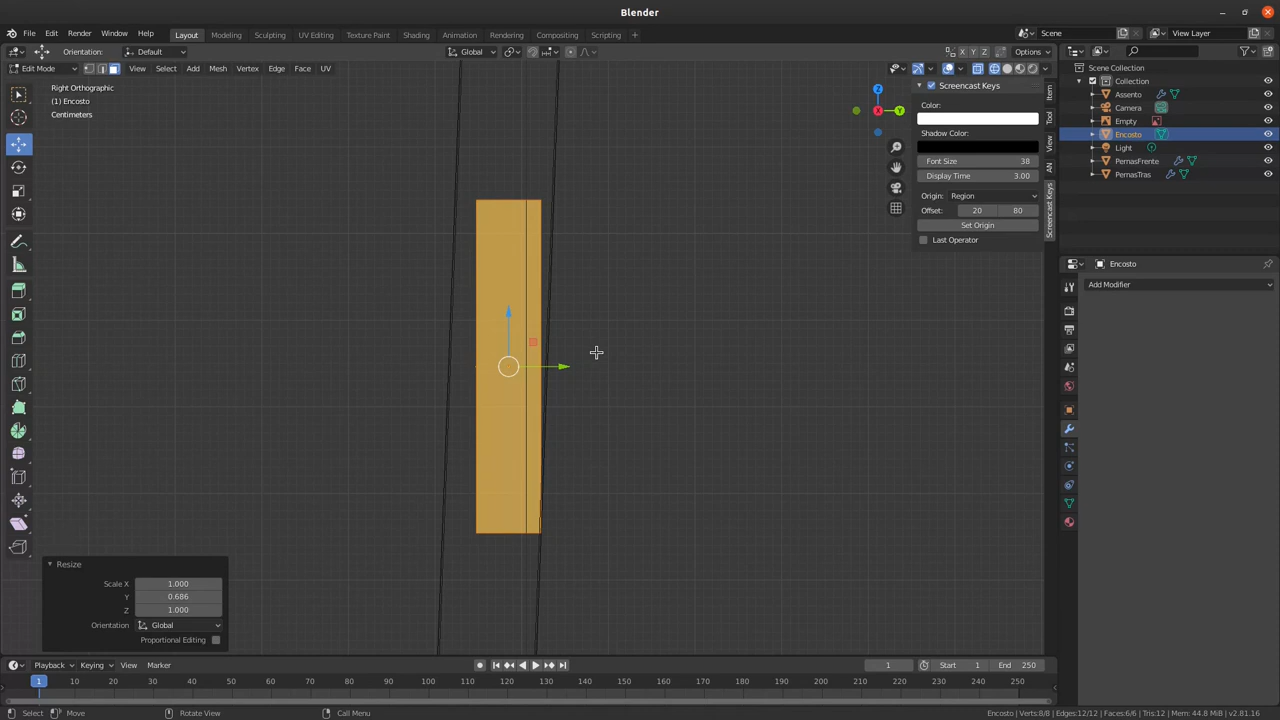 Blender
File Edit Render Window Help Layout Modeling Sculpting UV Editing Texture Paint Shading Animation Rendering Compositing Scripting + Scene View Layer
Orientation: Default Global X Y Z Options
Edit Mode View Select Add Mesh Vertex Edge Face UV
Right Orthographic
(1) Encosto
Centimeters
Z
X
Y
Screencast Keys
Color:
Shadow Color:
Font Size 38
Display Time 3.00
Origin: Region
Offset: 20 80
Set Origin
Last Operator
Item
Tool
View
AN
Screencast Keys
Scene Collection
Collection
Assento
Camera
Empty
Encosto
Light
PernasFrente
PernasTras
Encosto
Add Modifier
Resize
Scale X 1.000
Y 0.686
Z 1.000
Orientation Global
Proportional Editing
Playback Keying View Marker 1 Start 1 End 250
1 10 20 30 40 50 60 70 80 90 100 110 120 130 140 150 160 170 180 190 200 210 220 230 240 250
Select Move Rotate View Call Menu Encosto | Verts:8/8 | Edges:12/12 | Faces:6/6 | Tris:12 | Mem: 44.8 MiB | v2.81.16